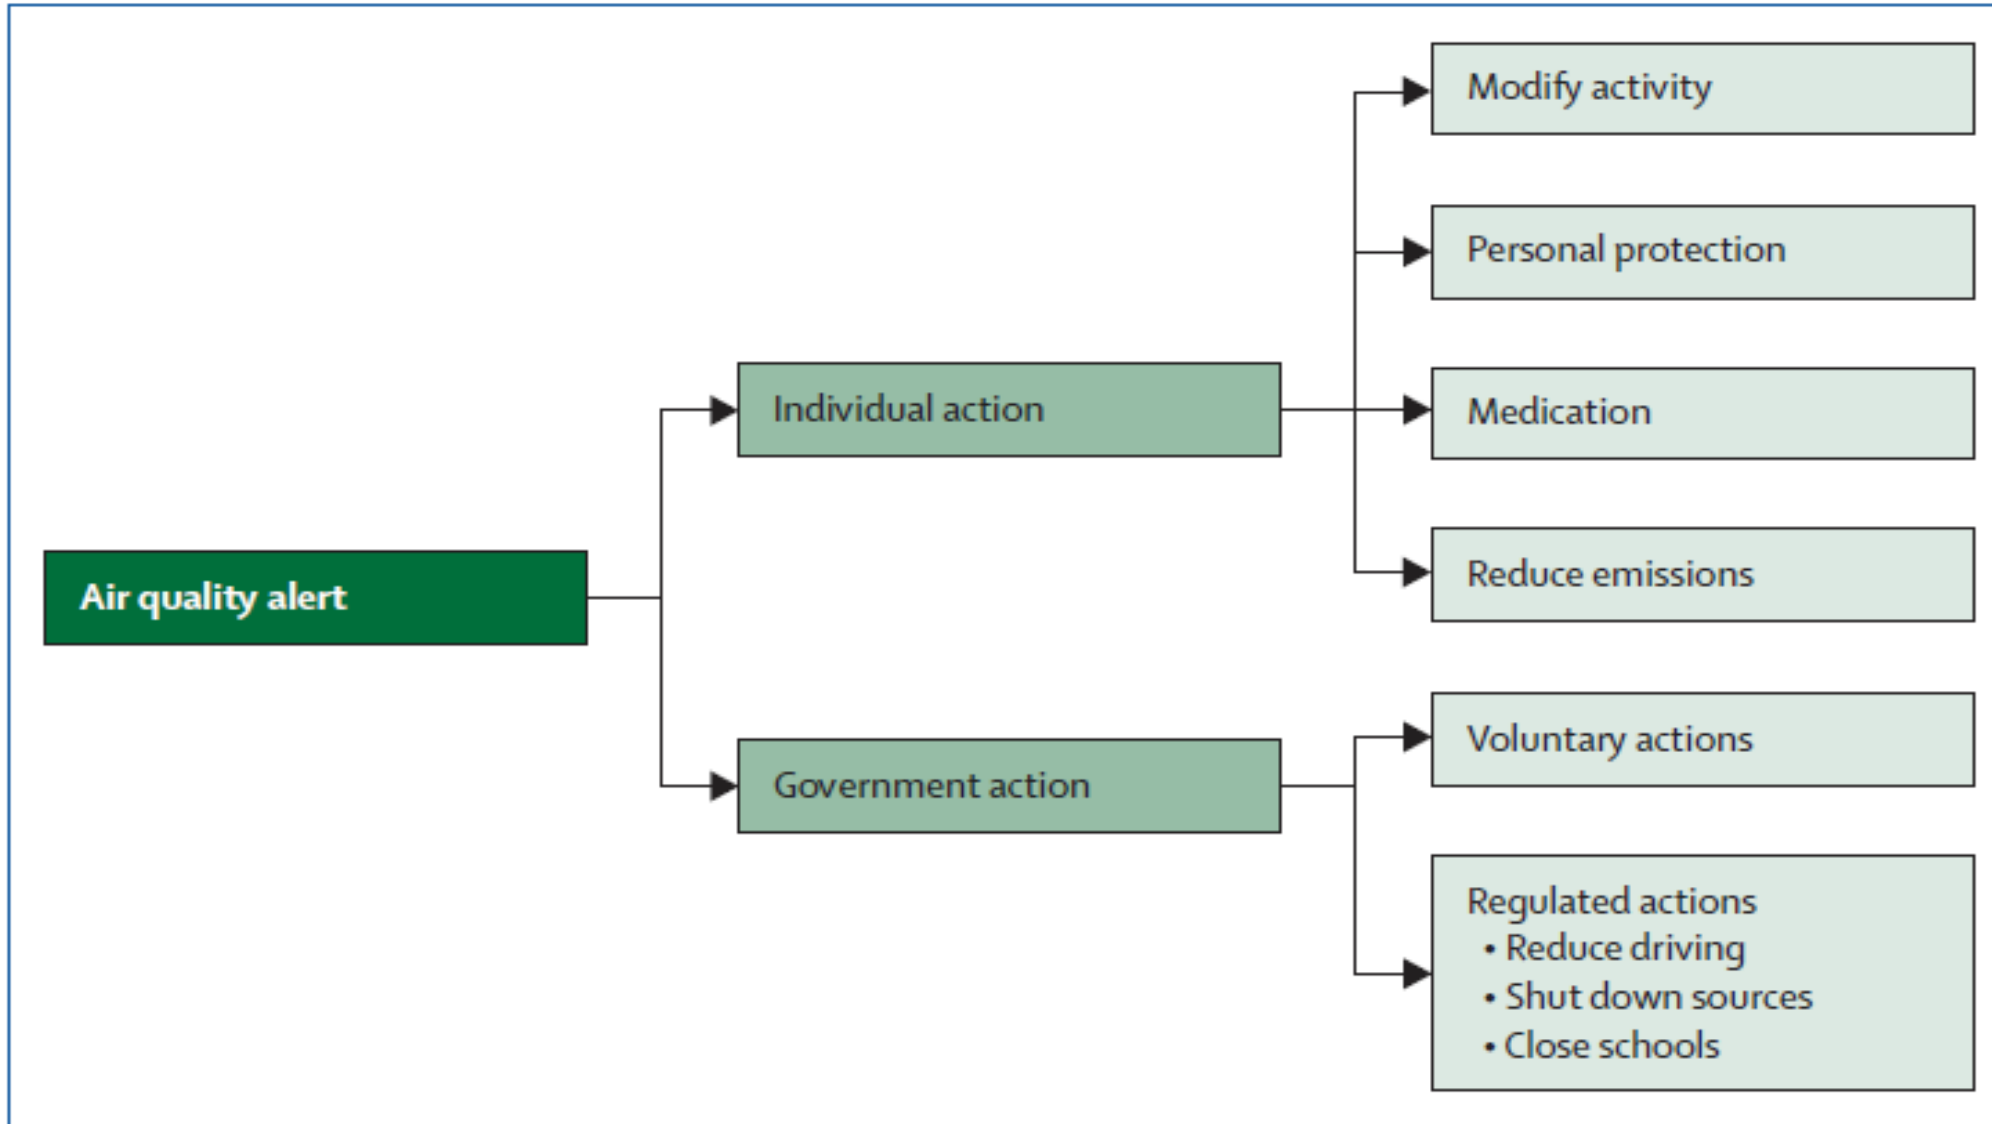 Air quality alert
Individual action
Government action
Modify activity
Personal protection
Medication
Reduce emissions
Voluntary actions
Regulated actions
• Reduce driving
• Shut down sources
• Close schools